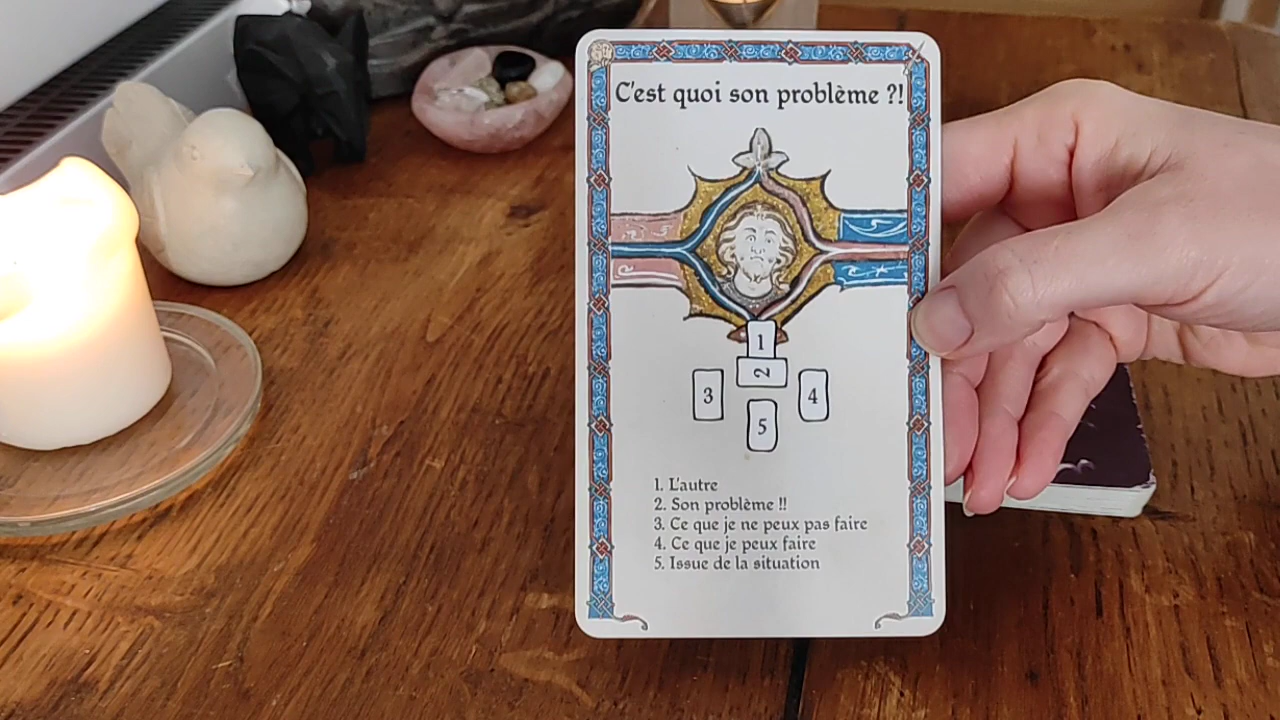 C'est quoi son problème ?!
1
2
3
4
5
1. L'autre
2. Son problème !!
3. Ce que je ne peux pas faire
4. Ce que je peux faire
5. Issue de la situation